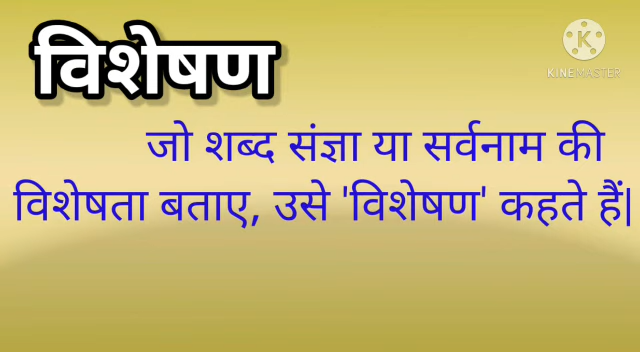 विशेषण
KINEMASTER
जो शब्द संज्ञा या सर्वनाम की
विशेषता बताए, उसे 'विशेषण' कहते हैं|